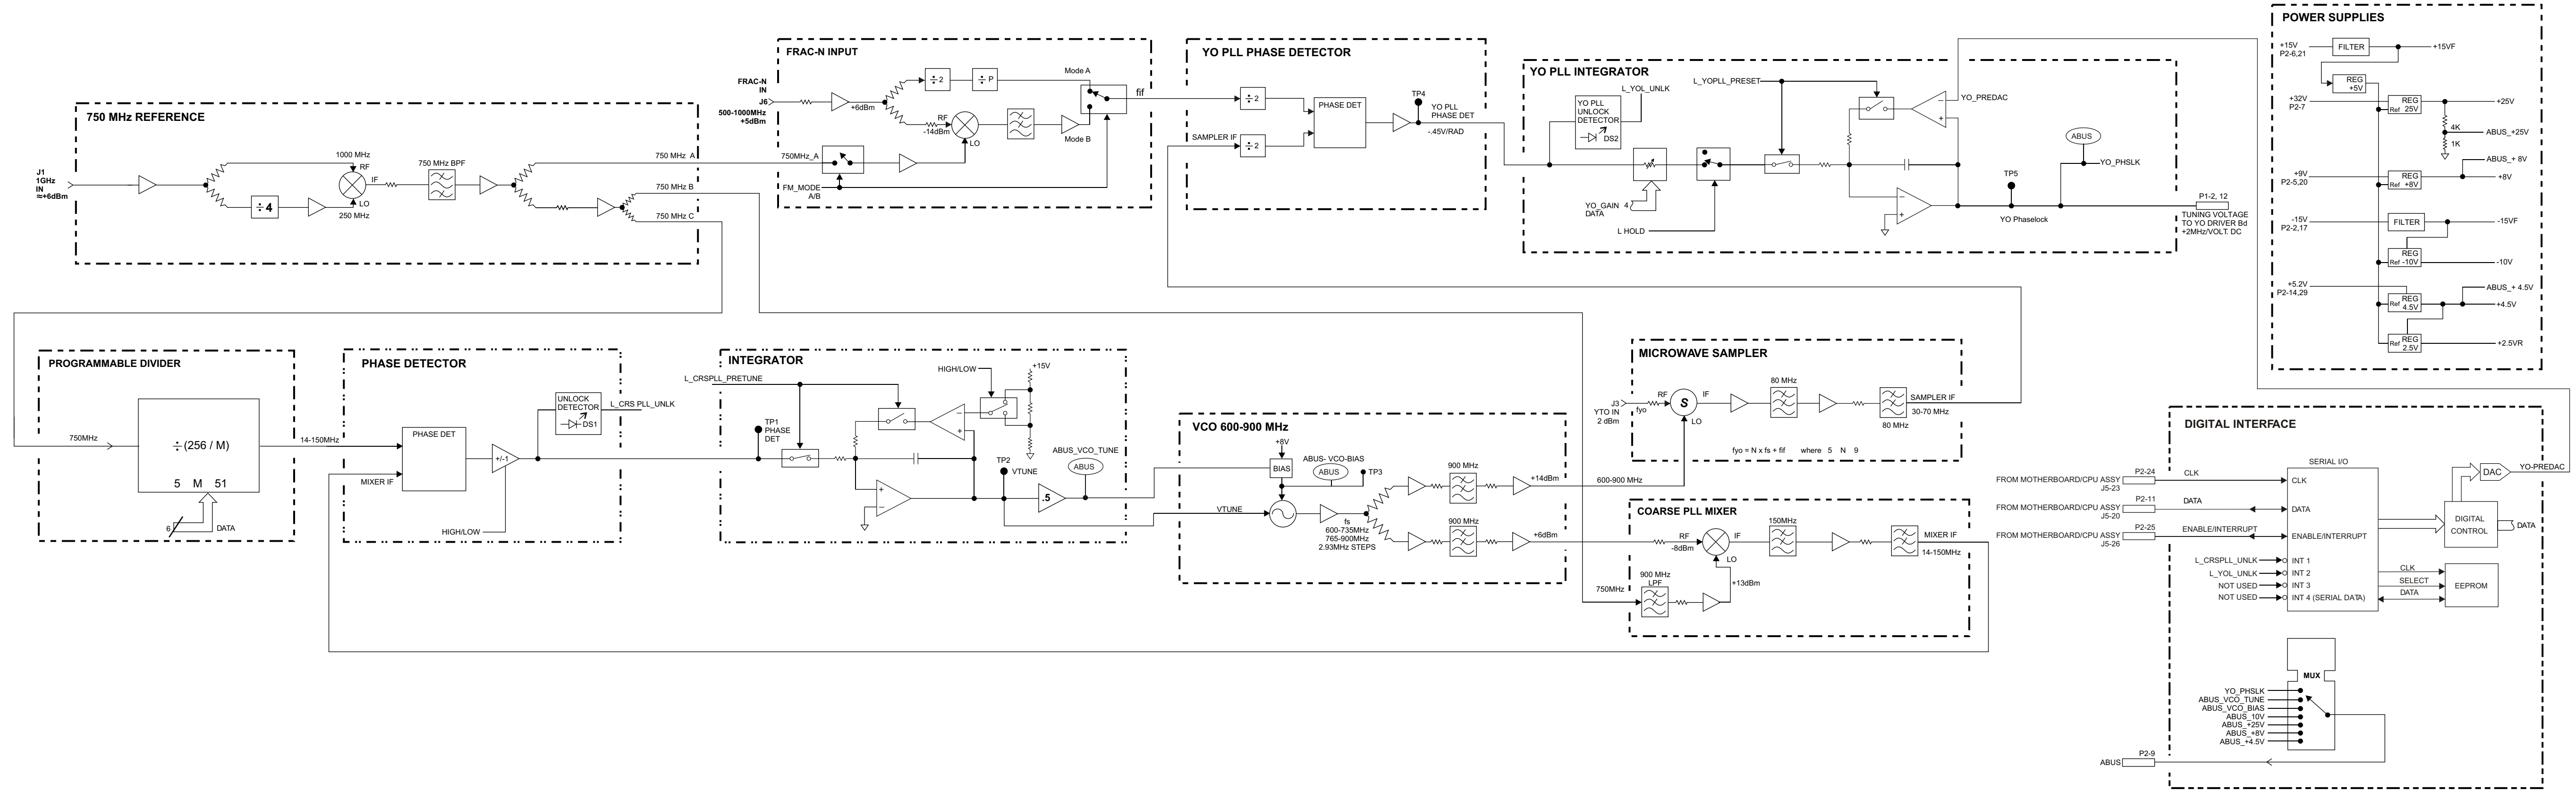 750 MHz REFERENCE
J1
1GHz
IN
≈+6dBm
÷4
1000 MHz
RF
IF
LO
250 MHz
750 MHz BPF
750 MHz A
750 MHz B
750 MHz C
FRAC-N INPUT
FRAC-N
IN
J6
500-1000MHz
+5dBm
+6dBm
÷2
÷P
Mode A
RF
-14dBm
LO
Mode B
750MHz_A
FM_MODE
A/B
fif
YO PLL PHASE DETECTOR
÷2
SAMPLER IF
÷2
PHASE DET
TP4
YO PLL
PHASE DET
-.45V/RAD
YO PLL INTEGRATOR
L_YOPLL_PRESET
L_YOL_UNLK
YO PLL
UNLOCK
DETECTOR
DS2
YO_PREDAC
−
+
YO_GAIN 4
DATA
L HOLD
−
+
TP5
YO Phaselock
ABUS
YO_PHSLK
P1-2, 12
TUNING VOLTAGE
TO YO DRIVER Bd
+2MHz/VOLT. DC
POWER SUPPLIES
+15V
P2-6,21
FILTER
+15VF
REG
+5V
+32V
P2-7
REG
Ref 25V
+25V
4K
ABUS_+25V
1K
+9V
P2-5,20
REG
Ref +8V
ABUS_+ 8V
+8V
-15V
P2-2,17
FILTER
-15VF
REG
Ref -10V
-10V
+5.2V
P2-14,29
REG
Ref 4.5V
ABUS_+ 4.5V
+4.5V
REG
Ref 2.5V
+2.5VR
PROGRAMMABLE DIVIDER
750MHz
÷(256 / M)
5 M 51
6
DATA
14-150MHz
PHASE DETECTOR
PHASE DET
MIXER IF
+/-1
HIGH/LOW
UNLOCK
DETECTOR
DS1
L_CRS PLL_UNLK
INTEGRATOR
L_CRSPLL_PRETUNE
HIGH/LOW
+15V
TP1
PHASE
DET
−
+
+
−
TP2
VTUNE
.5
ABUS_VCO_TUNE
ABUS
VCO 600-900 MHz
+8V
BIAS
ABUS- VCO-BIAS
ABUS
TP3
VTUNE
fs
600-735MHz
765-900MHz
2.93MHz STEPS
900 MHz
+14dBm
900 MHz
+6dBm
600-900 MHz
MICROWAVE SAMPLER
J3
YTO IN
2 dBm
RF
fyo
S
IF
LO
80 MHz
80 MHz
SAMPLER IF
30-70 MHz
fyo = N x fs + fif where 5 N 9
COARSE PLL MIXER
RF
-8dBm
IF
LO
+13dBm
150MHz
MIXER IF
14-150MHz
750MHz
900 MHz
LPF
DIGITAL INTERFACE
SERIAL I/O
FROM MOTHERBOARD/CPU ASSY
J5-23
P2-24
CLK
CLK
FROM MOTHERBOARD/CPU ASSY
J5-20
P2-11
DATA
DATA
FROM MOTHERBOARD/CPU ASSY
J5-26
P2-25
ENABLE/INTERRUPT
ENABLE/INTERRUPT
L_CRSPLL_UNLK
INT 1
L_YOL_UNLK
INT 2
NOT USED
INT 3
NOT USED
INT 4 (SERIAL DATA)
DAC
YO-PREDAC
DIGITAL
CONTROL
DATA
CLK
SELECT
DATA
EEPROM
MUX
YO_PHSLK
ABUS_VCO_TUNE
ABUS_VCO_BIAS
ABUS_10V
ABUS_+25V
ABUS_+8V
ABUS_+4.5V
P2-9
ABUS